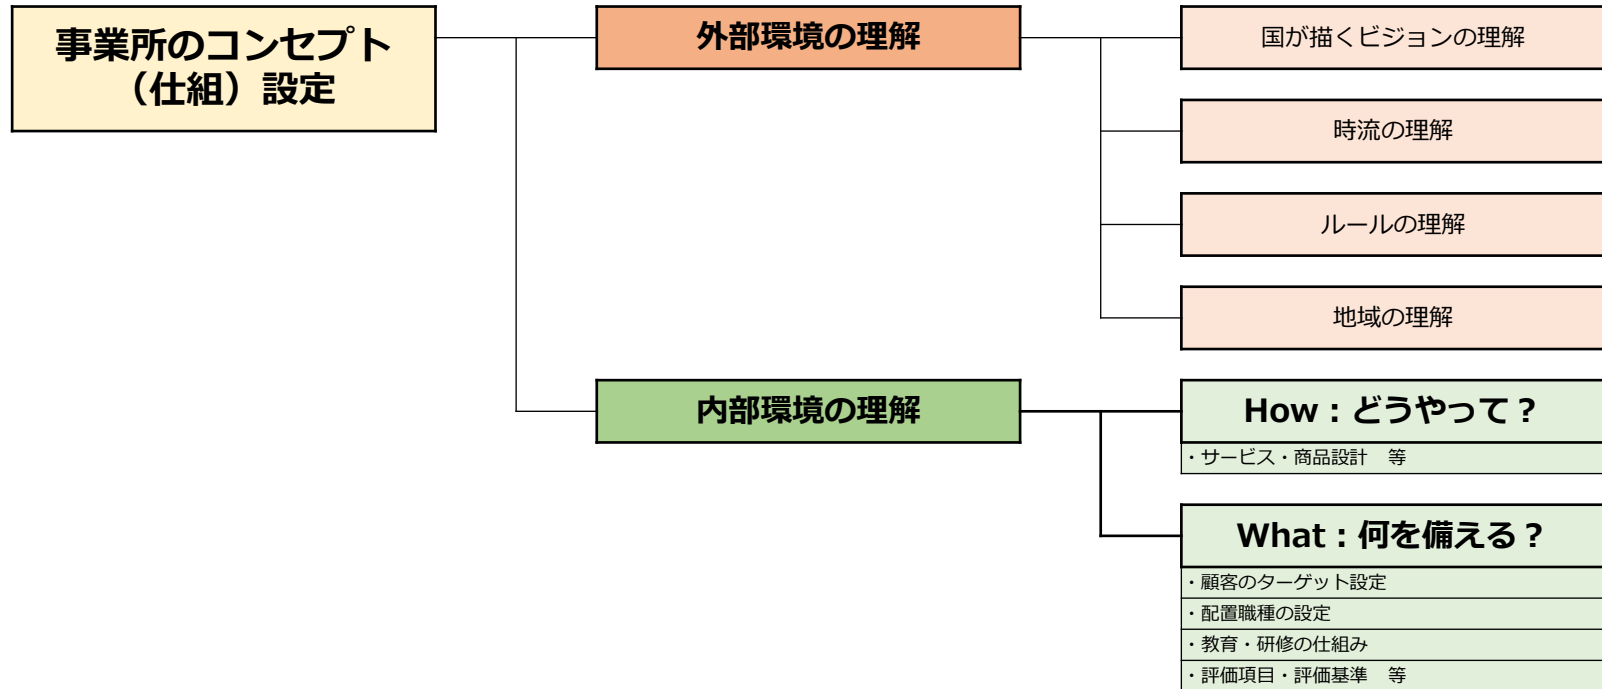 事業所のコンセプト
（仕組）設定
外部環境の理解
国が描くビジョンの理解
時流の理解
ルールの理解
地域の理解
内部環境の理解
How：どうやって？
・サービス・商品設計　等
What：何を備える？
・顧客のターゲット設定
・配置職種の設定
・教育・研修の仕組み
・評価項目・評価基準　等